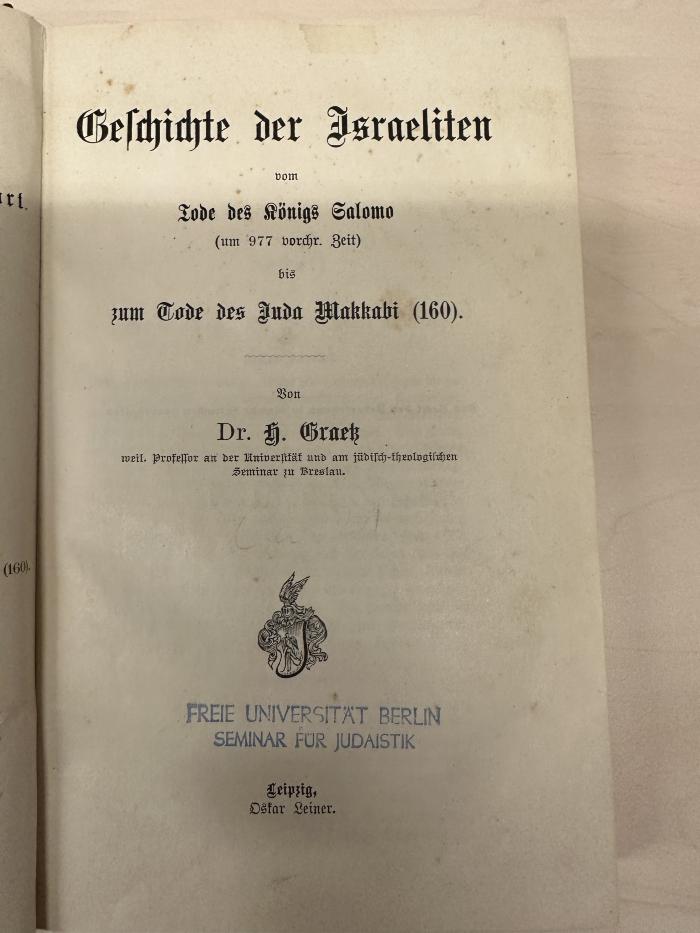 Geschichte der Israeliten
vom
Tode des Königs Salomo
(um 977 vorchr. Zeit)
bis
zum Tode des Juda Makkabi (160).
Von
Dr. H. Graetz
weil. Professor an der Universität und am jüdisch-theologischen
Seminar zu Breslau.
FREIE UNIVERSITÄT BERLIN
SEMINAR FÜR JUDAISTIK
Leipzig,
Oskar Leiner.
(160).